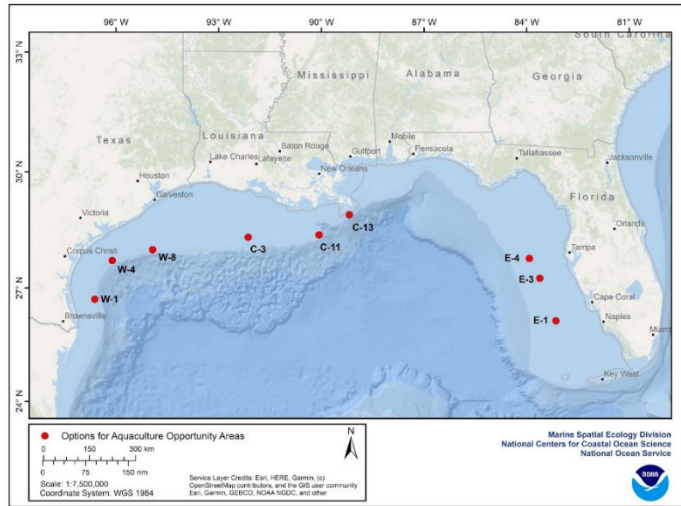 96°W
93°W
90°W
87°W
84°W
81°W
33°N
30°N
27°N
24°N
South Carolina
Mississippi
Alabama
Georgia
Texas
Louisiana
Baton Rouge
Mobile
Lake Charles
Lafayette
Gulfport
Pensacola
Tallahassee
Jacksonville
Houston
New Orleans
Galveston
Florida
Victoria
Orlando
C-13
Corpus Christi
W-8
C-3
C-11
Tampa
W-4
E-4
E-3
W-1
Cape Coral
Brownsville
E-1
Naples
Miami
Key West
Options for Aquaculture Opportunity Areas
0 150 300 km
0 75 150 nm
Scale: 1:7,500,000
Coordinate System: WGS 1984
N
Service Layer Credits: Esri, HERE, Garmin, (c)
OpenStreetMap contributors, and the GIS user community
Esri, Garmin, GEBCO, NOAA NGDC, and other
Marine Spatial Ecology Division
National Centers for Coastal Ocean Science
National Ocean Service
NOAA